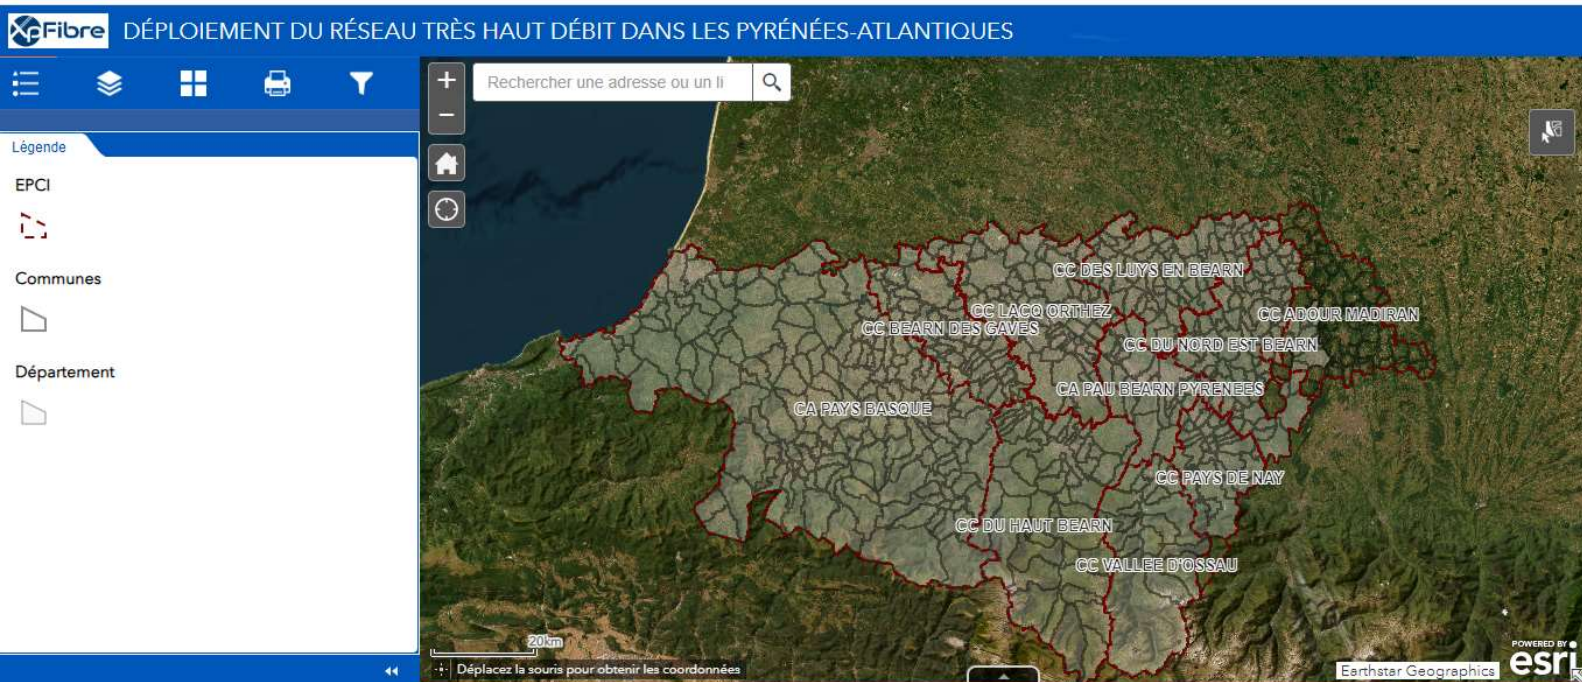 XpFibre DÉPLOIEMENT DU RÉSEAU TRÈS HAUT DÉBIT DANS LES PYRÉNÉES-ATLANTIQUES
Rechercher une adresse ou un li
Légende
EPCI
Communes
Département
CC DES LUYS EN BEARN
CC LACQ ORTHEZ
CC ADOUR MADIRAN
CC BEARN DES GAVES
CC DU NORD EST BEARN
CA PAU BEARN PYRENEES
CA PAYS BASQUE
CC PAYS DE NAY
CC DU HAUT BEARN
CC VALLEE D'OSSAU
20km
Déplacez la souris pour obtenir les coordonnées
Earthstar Geographics
POWERED BY
esri